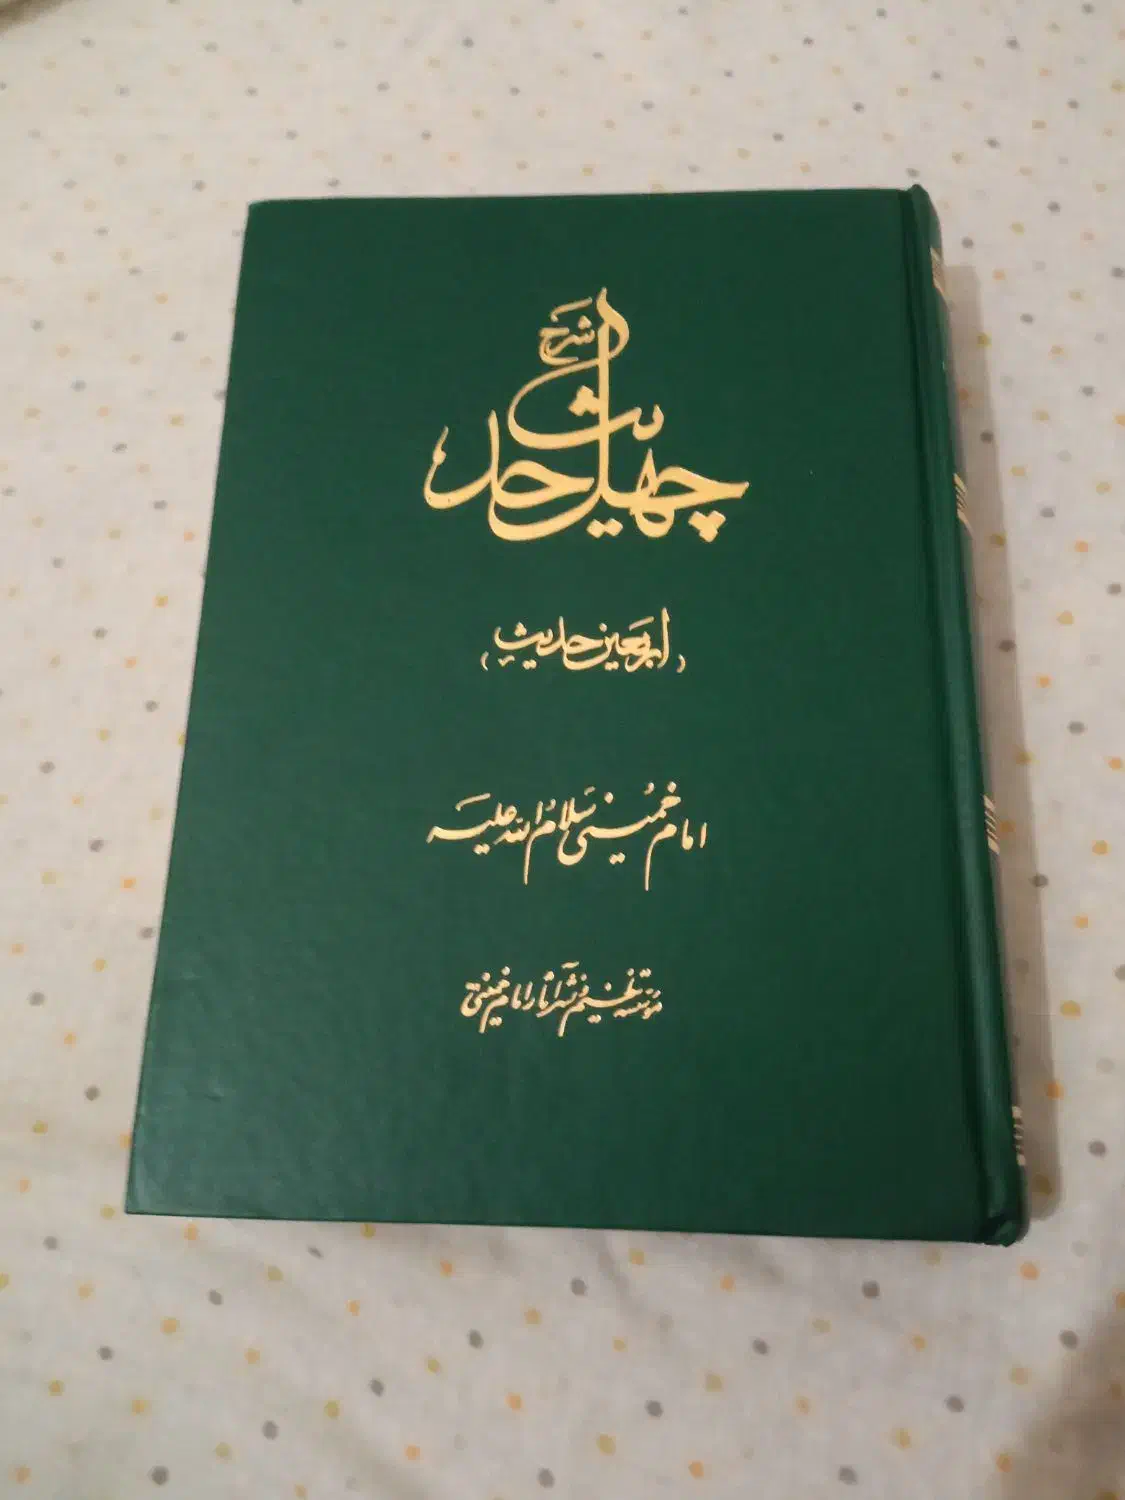 شرح
چهل حدیث
(اربعین حدیث)
امام خمینی سلام الله علیه
مؤسسه تنظیم و نشر آثار امام خمینی